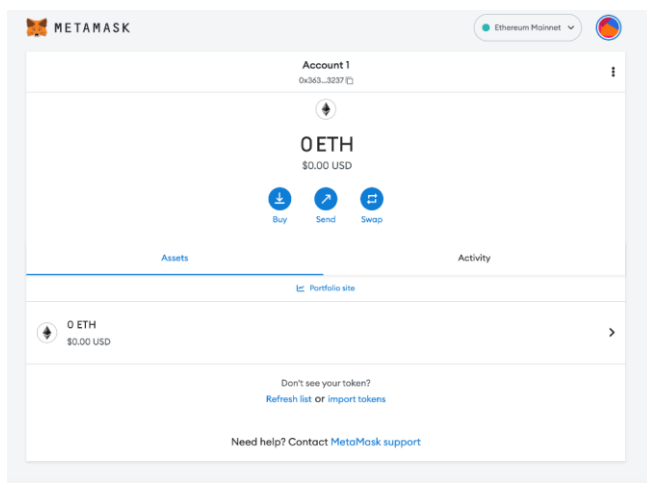 METAMASK
Ethereum Mainnet
Account 1
0x363...3237
0 ETH
$0.00 USD
Buy Send Swap
Assets Activity
Portfolio site
0 ETH
$0.00 USD
Don't see your token?
Refresh list or import tokens
Need help? Contact MetaMask support